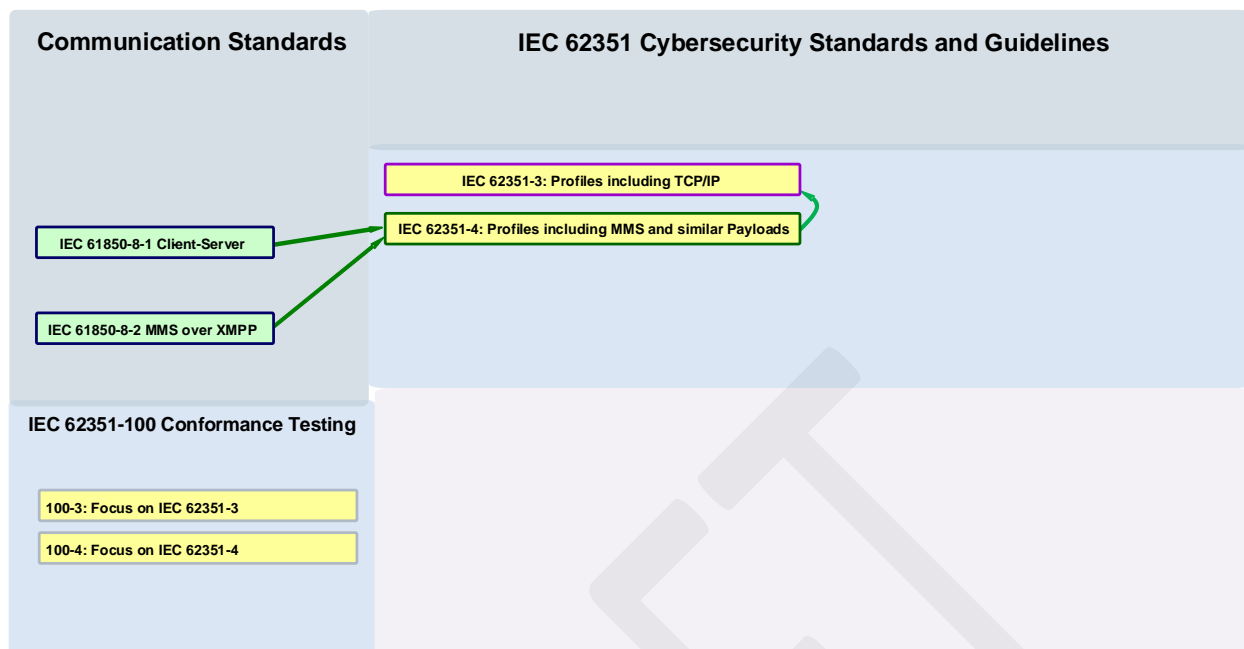 Communication Standards
IEC 62351 Cybersecurity Standards and Guidelines
IEC 62351-3: Profiles including TCP/IP
IEC 62351-4: Profiles including MMS and similar Payloads
IEC 61850-8-1 Client-Server
IEC 61850-8-2 MMS over XMPP
IEC 62351-100 Conformance Testing
100-3: Focus on IEC 62351-3
100-4: Focus on IEC 62351-4